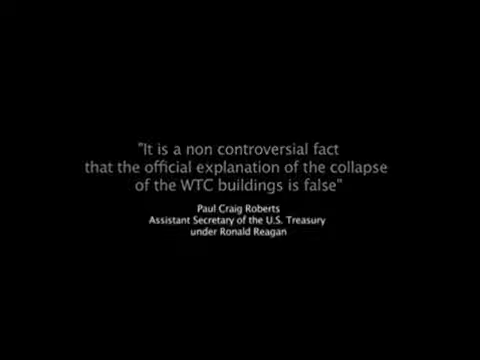 "It is a non controversial fact
that the official explanation of the collapse
of the WTC buildings is false"
Paul Craig Roberts
Assistant Secretary of the U.S. Treasury
under Ronald Reagan